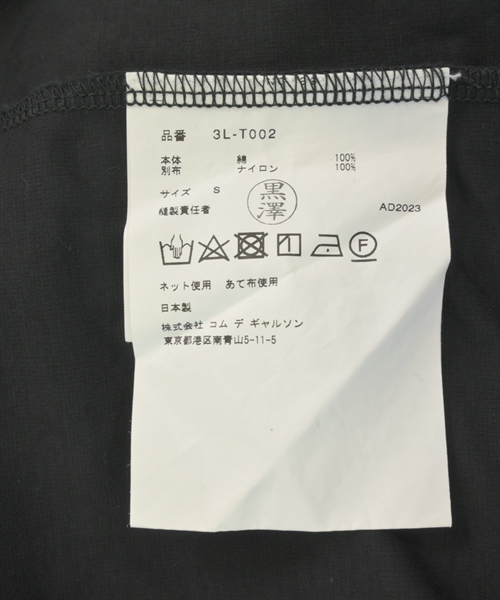 品番 3L-T002
本体 綿 100%
別布 ナイロン 100%
サイズ S
黒澤
縫製責任者
AD2023
F
ネット使用 あて布使用
日本製
株式会社 コム デ ギャルソン
東京都港区南青山5-11-5